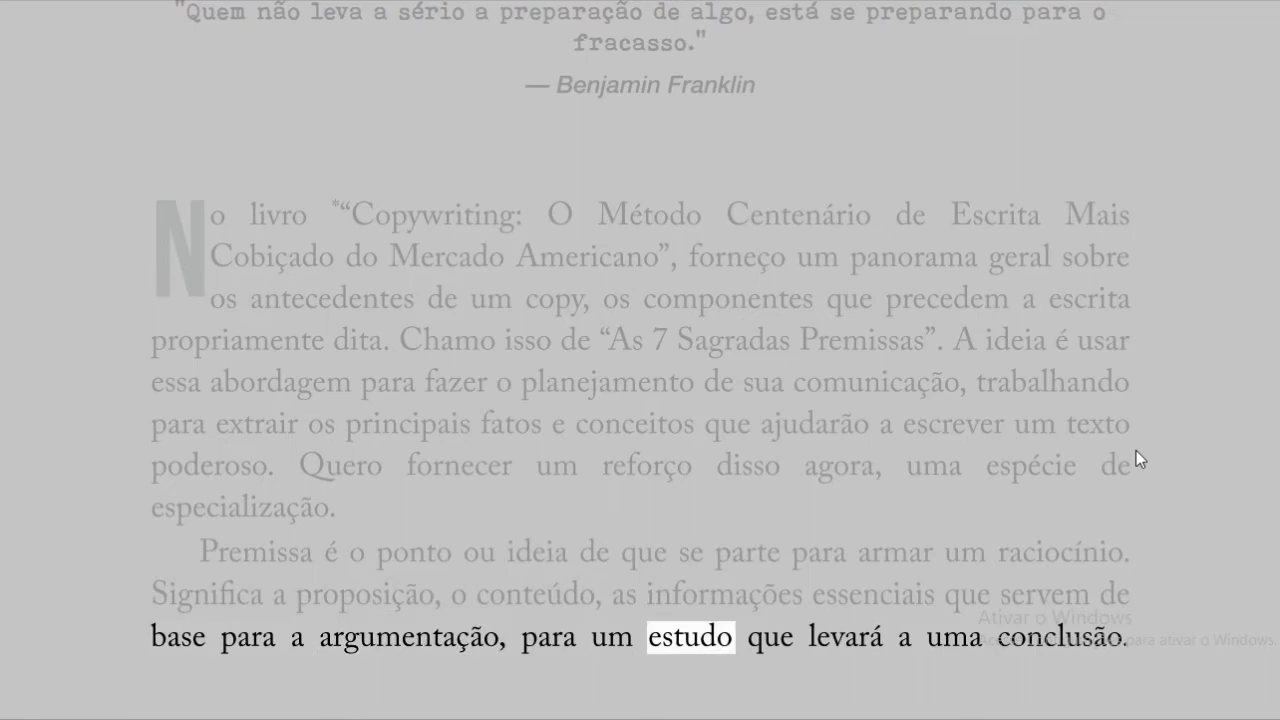 "Quem não leva a sério a preparação de algo, está se preparando para o
fracasso."
— Benjamin Franklin
No livro *“Copywriting: O Método Centenário de Escrita Mais
Cobiçado do Mercado Americano”, forneço um panorama geral sobre
os antecedentes de um copy, os componentes que precedem a escrita
propriamente dita. Chamo isso de “As 7 Sagradas Premissas”. A ideia é usar
essa abordagem para fazer o planejamento de sua comunicação, trabalhando
para extrair os principais fatos e conceitos que ajudarão a escrever um texto
poderoso. Quero fornecer um reforço disso agora, uma espécie de
especialização.
Premissa é o ponto ou ideia de que se parte para armar um raciocínio.
Significa a proposição, o conteúdo, as informações essenciais que servem de
Ativar o Windows
base para a argumentação, para um estudo que levará a uma conclusão.
para ativar o Windows.